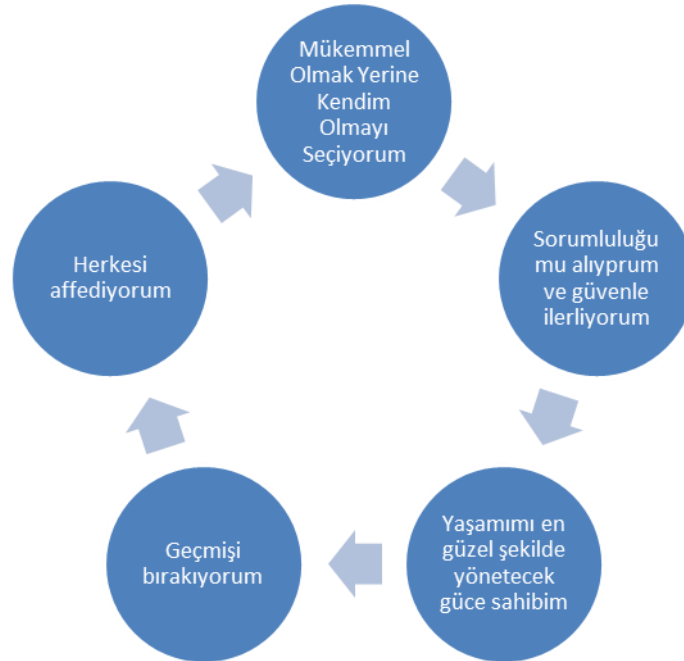 Mükemmel
Olmak Yerine
Kendim
Olmayı
Seçiyorum
Sorumluluğu
mu alıyprum
ve güvenle
ilerliyorum
Yaşamımı en
güzel şekilde
yönetecek
güce sahibim
Geçmişi
bırakıyorum
Herkesi
affediyorum